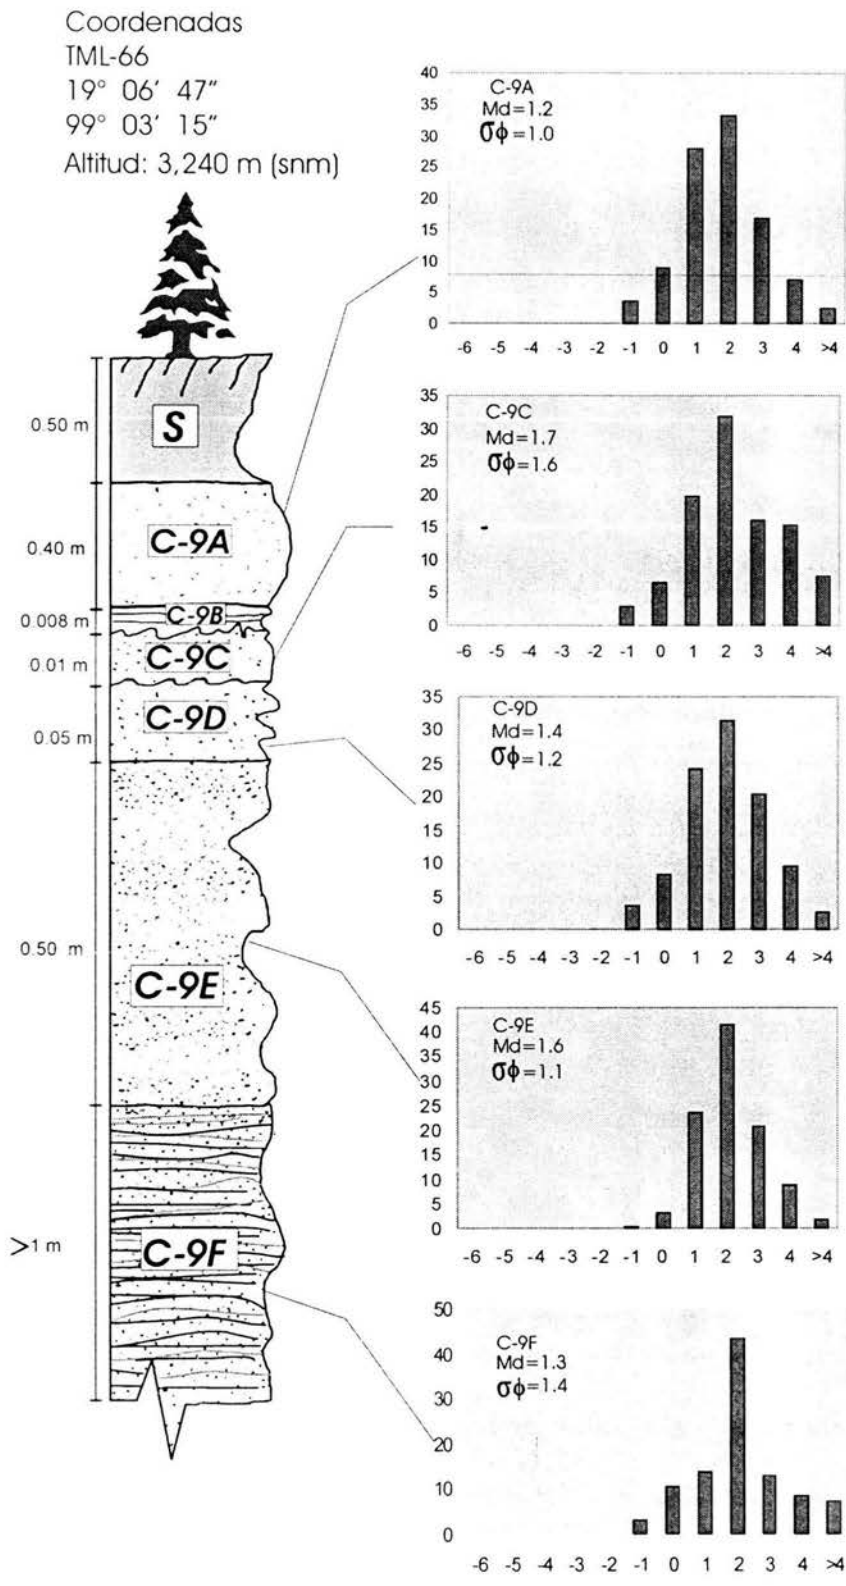 Coordenadas
TML-66
19° 06′ 47″
99° 03′ 15″
Altitud: 3,240 m (snm)
0.50 m
S
0.40 m
C-9A
0.008 m
C-9B
0.01 m
C-9C
0.05 m
C-9D
0.50 m
C-9E
>1 m
C-9F
C-9A
Md=1.2
σϕ=1.0
40
35
30
25
20
15
10
5
0
-6 -5 -4 -3 -2 -1 0 1 2 3 4 >4
C-9C
Md=1.7
σϕ=1.6
35
30
25
20
15
10
5
0
-6 -5 -4 -3 -2 -1 0 1 2 3 4 >4
C-9D
Md=1.4
σϕ=1.2
35
30
25
20
15
10
5
0
-6 -5 -4 -3 -2 -1 0 1 2 3 4 >4
C-9E
Md=1.6
σϕ=1.1
45
40
35
30
25
20
15
10
5
0
-6 -5 -4 -3 -2 -1 0 1 2 3 4 >4
C-9F
Md=1.3
σϕ=1.4
50
40
30
20
10
0
-6 -5 -4 -3 -2 -1 0 1 2 3 4 >4